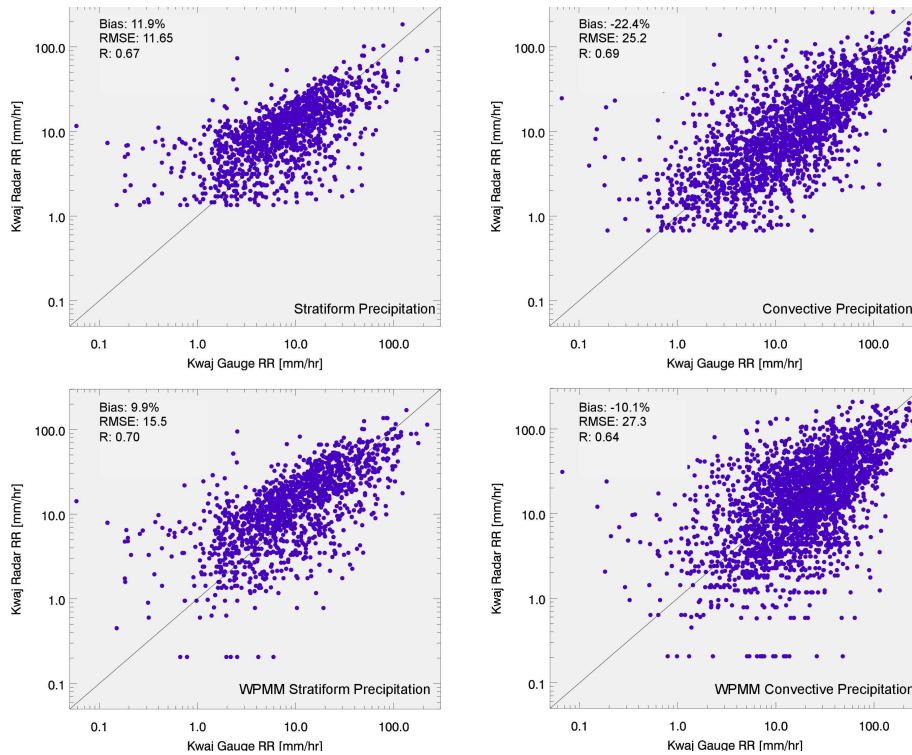 Bias: 11.9%
RMSE: 11.65
R: 0.67
100.0
10.0
1.0
0.1
Kwaj Radar RR [mm/hr]
Stratiform Precipitation
0.1 1.0 10.0 100.0
Kwaj Gauge RR [mm/hr]
Bias: -22.4%
RMSE: 25.2
R: 0.69
100.0
10.0
1.0
0.1
Kwaj Radar RR [mm/hr]
Convective Precipitation
0.1 1.0 10.0 100.0
Kwaj Gauge RR [mm/hr]
Bias: 9.9%
RMSE: 15.5
R: 0.70
100.0
10.0
1.0
0.1
Kwaj Radar RR [mm/hr]
WPMM Stratiform Precipitation
0.1 1.0 10.0 100.0
Kwaj Gauge RR [mm/hr]
Bias: -10.1%
RMSE: 27.3
R: 0.64
100.0
10.0
1.0
0.1
Kwaj Radar RR [mm/hr]
WPMM Convective Precipitation
0.1 1.0 10.0 100.0
Kwaj Gauge RR [mm/hr]